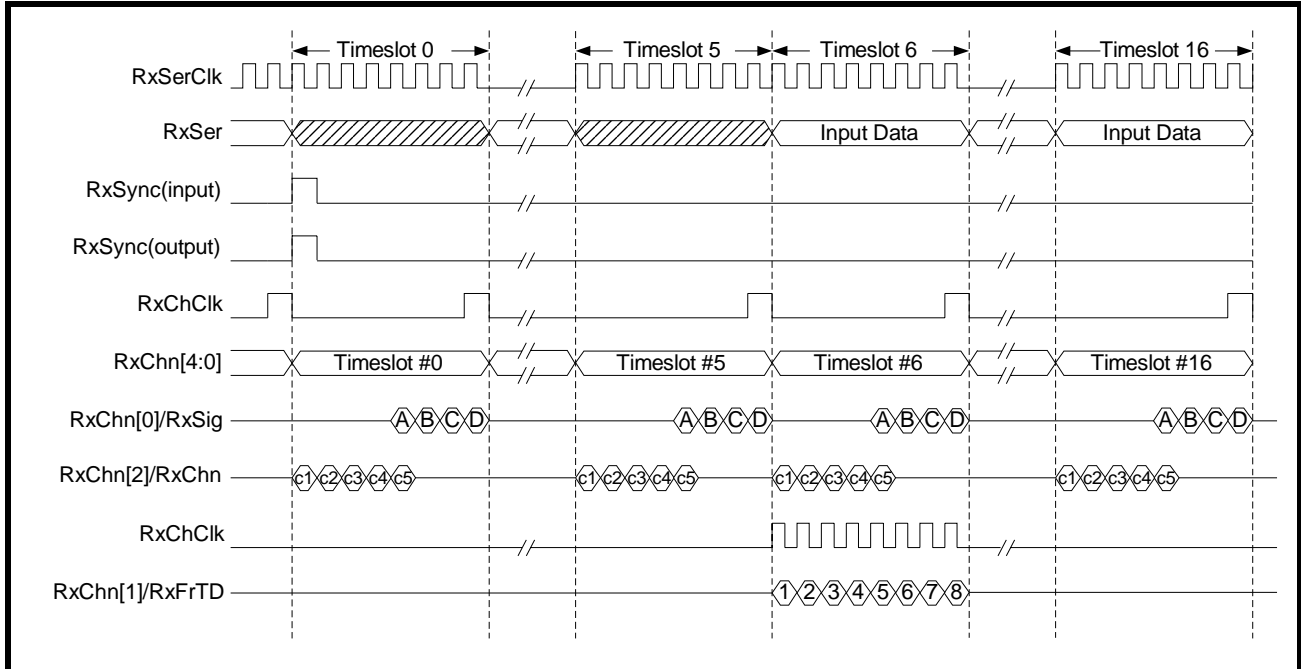 Timeslot 0 Timeslot 5 Timeslot 6 Timeslot 16
RxSerClk
RxSer Input Data Input Data
RxSync(input)
RxSync(output)
RxChClk
RxChn[4:0] Timeslot #0 Timeslot #5 Timeslot #6 Timeslot #16
RxChn[0]/RxSig A B C D A B C D A B C D A B C D
RxChn[2]/RxChn c1 c2 c3 c4 c5 c1 c2 c3 c4 c5 c1 c2 c3 c4 c5 c1 c2 c3 c4 c5
RxChClk
RxChn[1]/RxFrTD 1 2 3 4 5 6 7 8